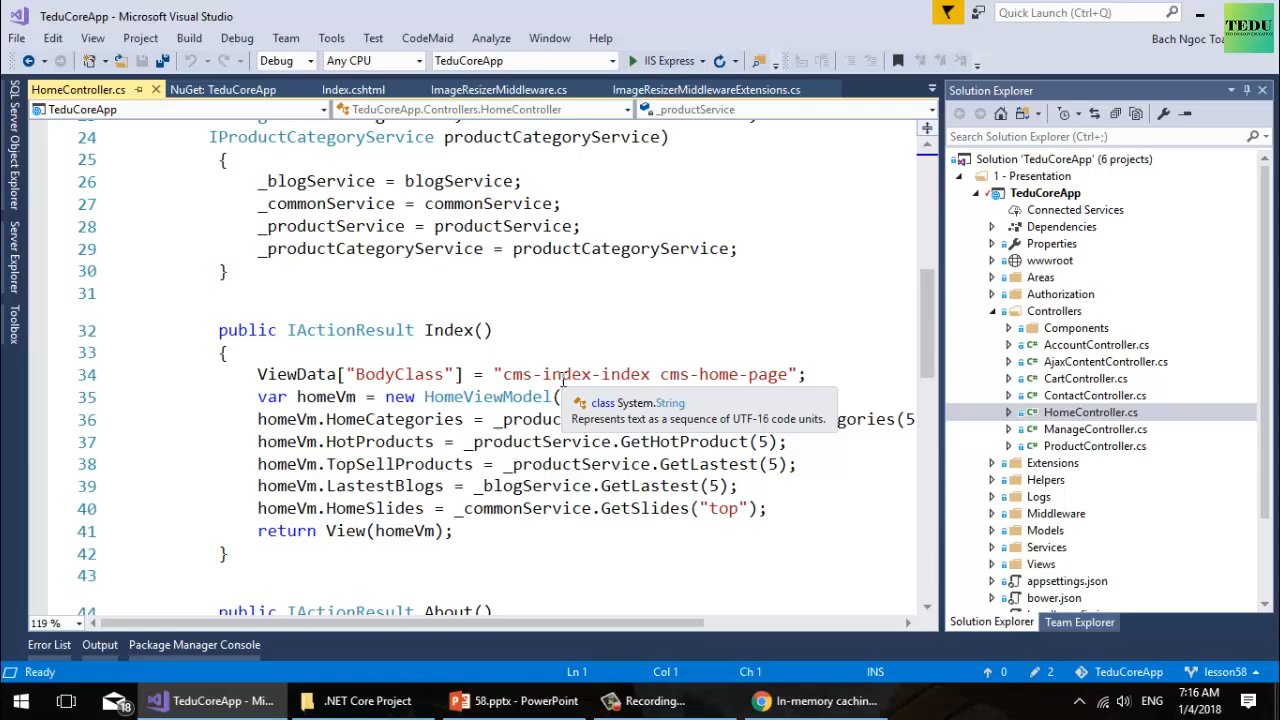 TeduCoreApp - Microsoft Visual Studio
Quick Launch (Ctrl+Q)
File Edit View Project Build Debug Team Tools Test CodeMaid Analyze Window Help
Bach Ngoc Toa
TEDU
Debug Any CPU TeduCoreApp IIS Express
HomeController.cs NuGet: TeduCoreApp Index.cshtml ImageResizerMiddleware.cs ImageResizerMiddlewareExtensions.cs
TeduCoreApp TeduCoreApp.Controllers.HomeController _productService
SQL Server Object Explorer
Server Explorer
Toolbox
24 IProductCategoryService productCategoryService)
25 {
26 _blogService = blogService;
27 _commonService = commonService;
28 _productService = productService;
29 _productCategoryService = productCategoryService;
30 }
31
32 public IActionResult Index()
33 {
34 ViewData["BodyClass"] = "cms-index-index cms-home-page";
35 var homeVm = new HomeViewModel(
36 homeVm.HomeCategories = _produc egories(5
37 homeVm.HotProducts = _productService.GetHotProduct(5);
38 homeVm.TopSellProducts = _productService.GetLastest(5);
39 homeVm.LastestBlogs = _blogService.GetLastest(5);
40 homeVm.HomeSlides = _commonService.GetSlides("top");
41 return View(homeVm);
42 }
43
44 public IActionResult About()
class System.String
Represents text as a sequence of UTF-16 code units.
119 %
Solution Explorer
Search Solution Explorer (Ctrl+;)
Solution 'TeduCoreApp' (6 projects)
1 - Presentation
TeduCoreApp
Connected Services
Dependencies
Properties
wwwroot
Areas
Authorization
Controllers
Components
AccountController.cs
AjaxContentController.cs
CartController.cs
ContactController.cs
HomeController.cs
ManageController.cs
ProductController.cs
Extensions
Helpers
Logs
Middleware
Models
Services
Views
appsettings.json
bower.json
Solution Explorer Team Explorer
Error List Output Package Manager Console
Ready Ln 1 Col 1 Ch 1 INS 0 2 TeduCoreApp lesson58
18 TeduCoreApp - Mi... .NET Core Project 58.pptx - PowerPoint Recording... In-memory cachin... ENG
7:16 AM
1/4/2018